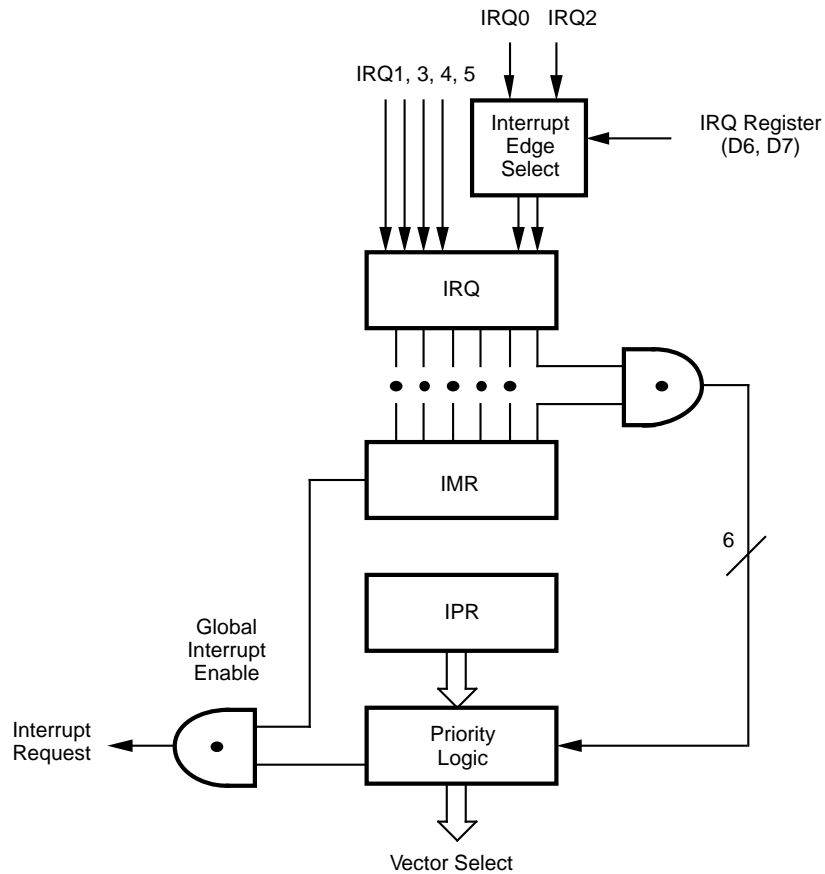 IRQ0 IRQ2
IRQ1, 3, 4, 5
Interrupt
Edge
Select
IRQ Register
(D6, D7)
IRQ
IMR
6
IPR
Global
Interrupt
Enable
Interrupt
Request
Priority
Logic
Vector Select